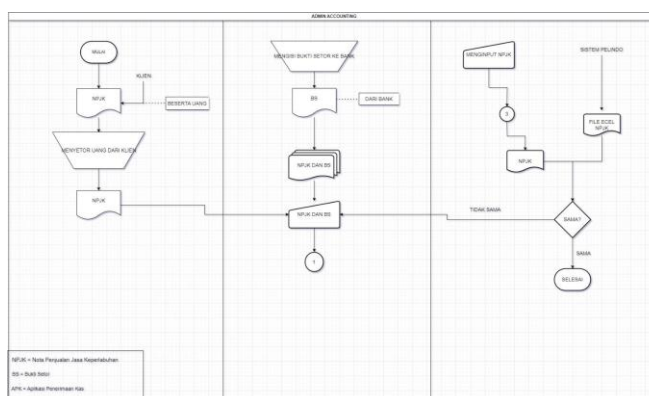 ADMIN ACCOUNTING
MULAI
KLIEN
NPJK
BESERTA UANG
MENYETOR UANG DARI KLIEN
NPJK
MENGISI BUKTI SETOR KE BANK
BS
DARI BANK
NPJK DAN BS
NPJK DAN BS
1
MENGINPUT NPJK
3
NPJK
SISTEM PELINDO
FILE ECEL
NPJK
TIDAK SAMA
SAMA?
SAMA
SELESAI
NPJK = Nota Penjualan Jasa Kepelabuhan
BS = Bukti Setor
APK = Aplikasi Penerimaan Kas